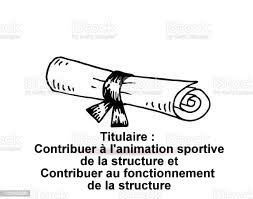 Titulaire :
Contribuer à l'animation sportive
de la structure et
Contribuer au fonctionnement
de la structure